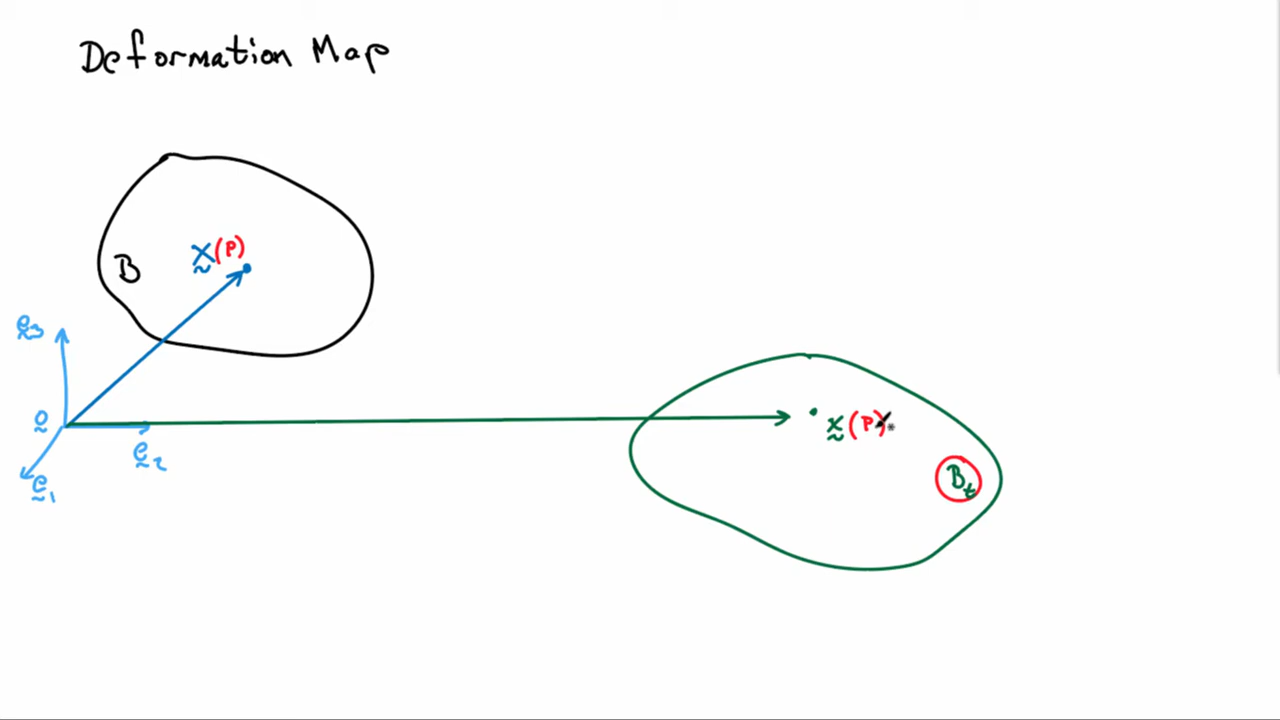 Deformation Map
X(P)
B
e3
o
e2
e1
x(P)
Bt